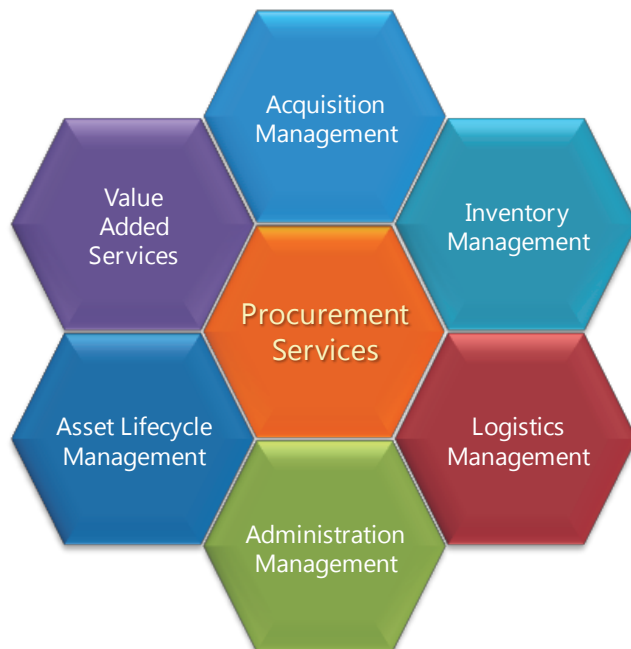 Acquisition
Management
Value
Added
Services
Inventory
Management
Procurement
Services
Asset Lifecycle
Management
Logistics
Management
Administration
Management